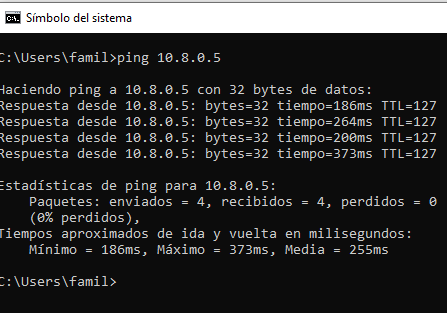 Símbolo del sistema
C:\Users\famil>ping 10.8.0.5
Haciendo ping a 10.8.0.5 con 32 bytes de datos:
Respuesta desde 10.8.0.5: bytes=32 tiempo=186ms TTL=127
Respuesta desde 10.8.0.5: bytes=32 tiempo=264ms TTL=127
Respuesta desde 10.8.0.5: bytes=32 tiempo=200ms TTL=127
Respuesta desde 10.8.0.5: bytes=32 tiempo=373ms TTL=127
Estadísticas de ping para 10.8.0.5:
Paquetes: enviados = 4, recibidos = 4, perdidos = 0
(0% perdidos),
Tiempos aproximados de ida y vuelta en milisegundos:
Mínimo = 186ms, Máximo = 373ms, Media = 255ms
C:\Users\famil>